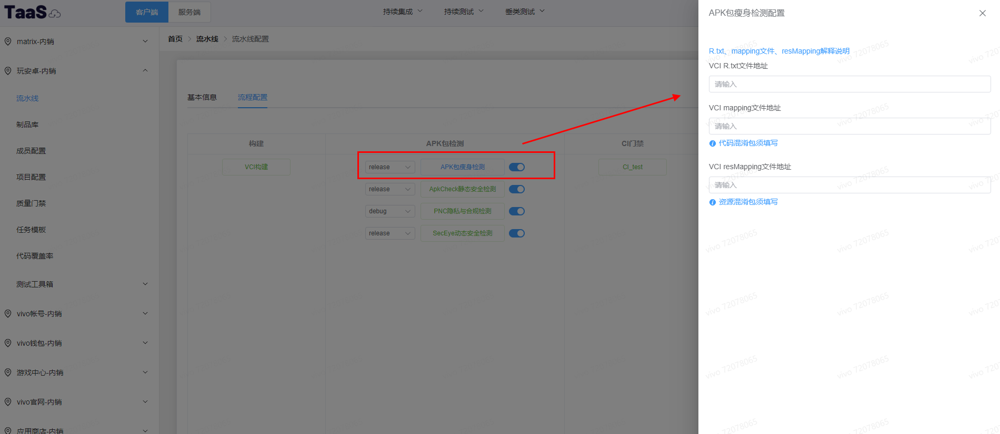 TaaS
客户端
服务端
持续集成
持续测试
垂类测试
matrix-内销
玩安卓-内销
流水线
制品库
成员配置
项目配置
质量门禁
任务模板
代码覆盖率
测试工具箱
vivo帐号-内销
vivo钱包-内销
游戏中心-内销
vivo官网-内销
应用商店-内销
首页
流水线
流水线配置
基本信息
流程配置
构建
APK包检测
CI门禁
VCI构建
release
APK包瘦身检测
CI_test
release
ApkCheck静态安全检测
debug
PNC隐私与合规检测
release
SecEye动态安全检测
APK包瘦身检测配置
R.txt、mapping文件、resMapping解释说明
VCI R.txt文件地址
请输入
VCI mapping文件地址
请输入
代码混淆包须填写
VCI resMapping文件地址
请输入
资源混淆包须填写
vivo 72078065